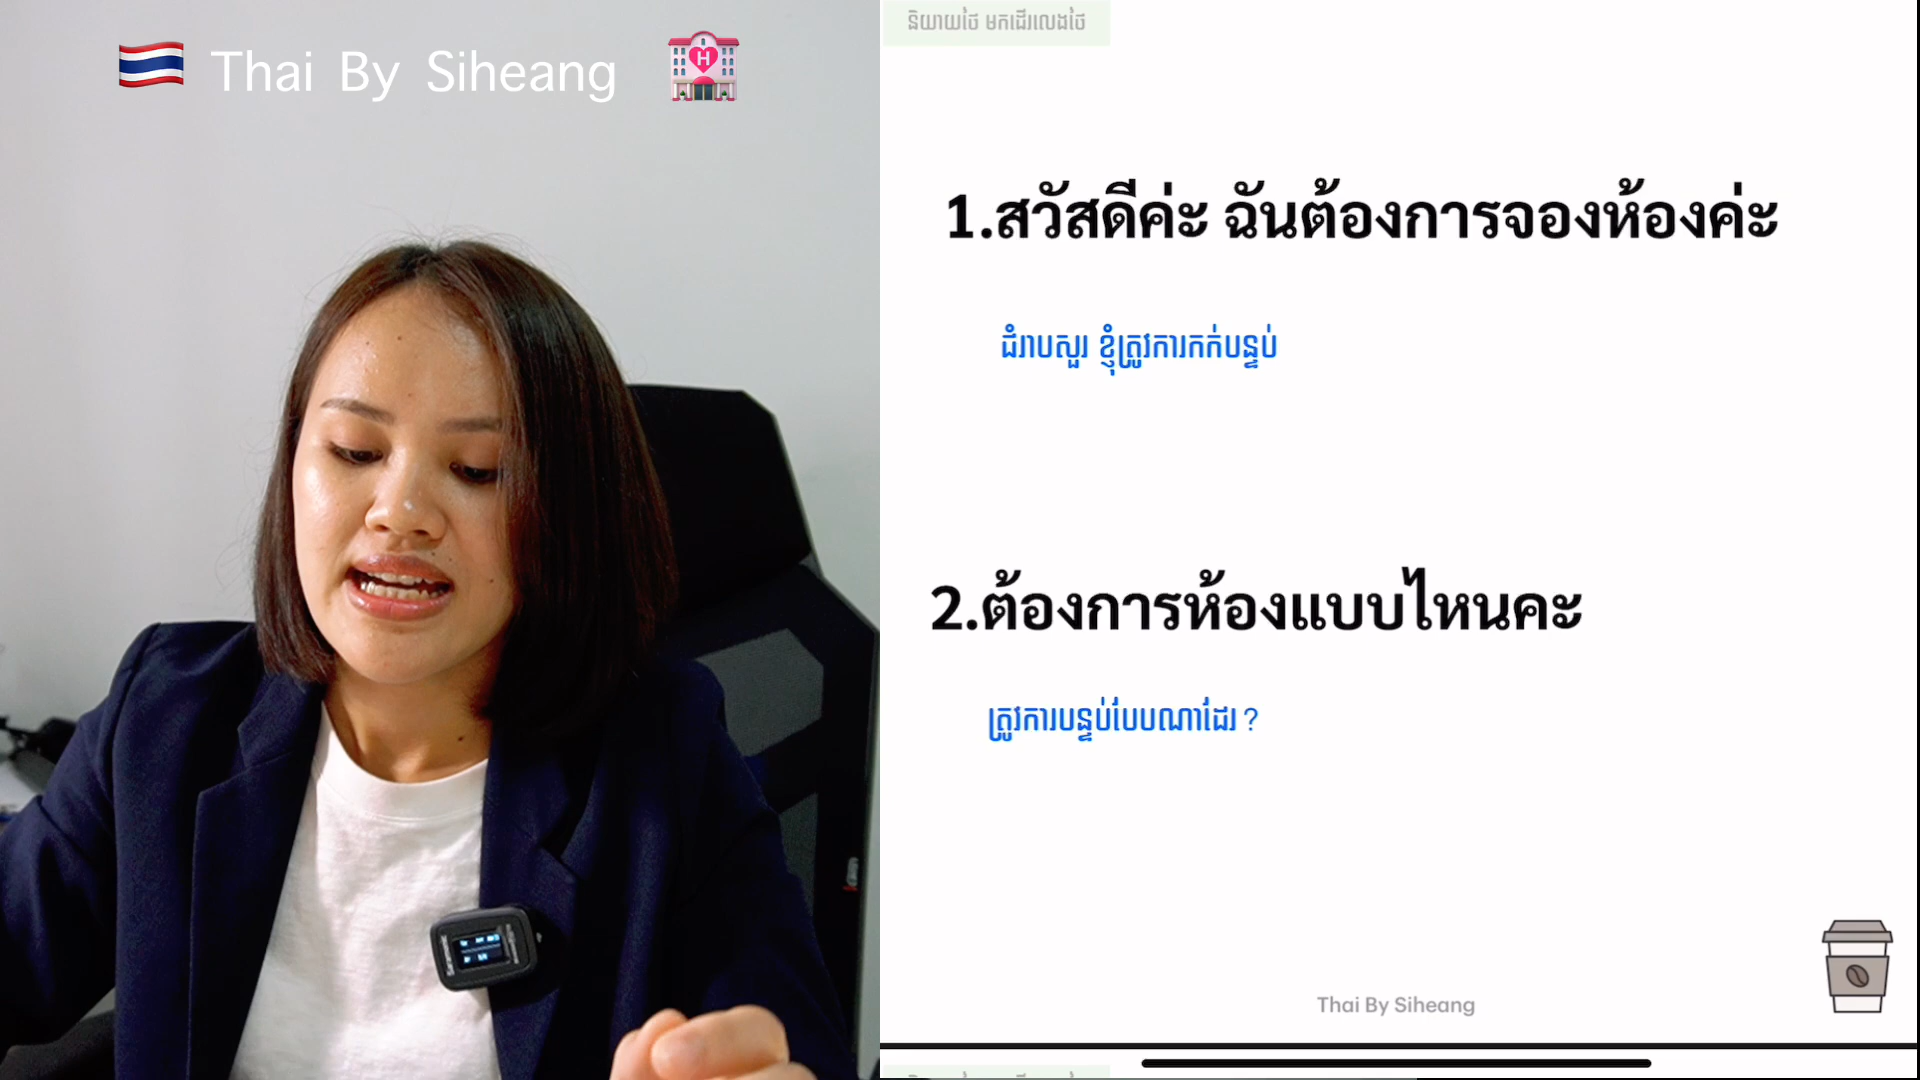 Thai By Siheang
និយាយថៃ មកដើរលេងថៃ
1.สวัสดีค่ะ ฉันต้องการจองห้องค่ะ
ជំរាបសួរ ខ្ញុំត្រូវការកក់បន្ទប់
2.ต้องการห้องแบบไหนคะ
ត្រូវការបន្ទប់បែបណាដែរ?
Thai By Siheang